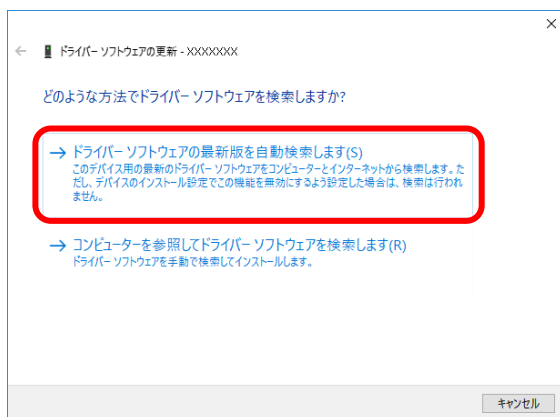 ドライバー ソフトウェアの更新 - XXXXXXX
どのような方法でドライバー ソフトウェアを検索しますか?
→ ドライバー ソフトウェアの最新版を自動検索します(S)
このデバイス用の最新のドライバー ソフトウェアをコンピューターとインターネットから検索します。た
だし、デバイスのインストール設定でこの機能を無効にするよう設定した場合は、検索は行われ
ません。
→ コンピューターを参照してドライバー ソフトウェアを検索します(R)
ドライバー ソフトウェアを手動で検索してインストールします。
キャンセル